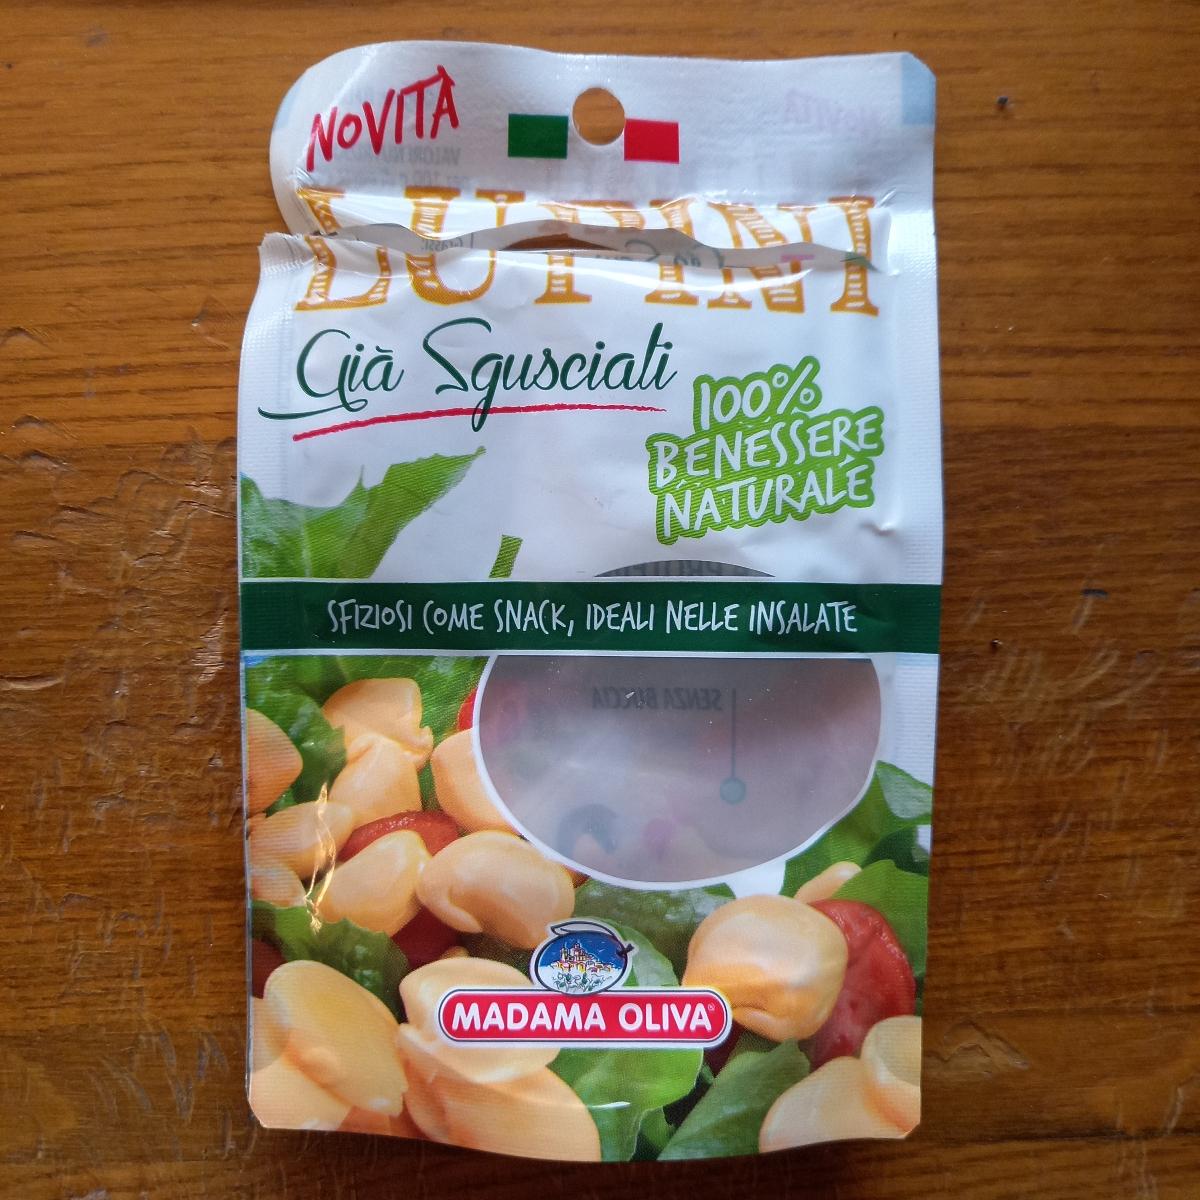 NOVITÀ
LUPINI
Già Sgusciati
100%
BENESSERE
NATURALE
SFIZIOSI COME SNACK, IDEALI NELLE INSALATE
SENZA BUCCIA
MADAMA OLIVA®